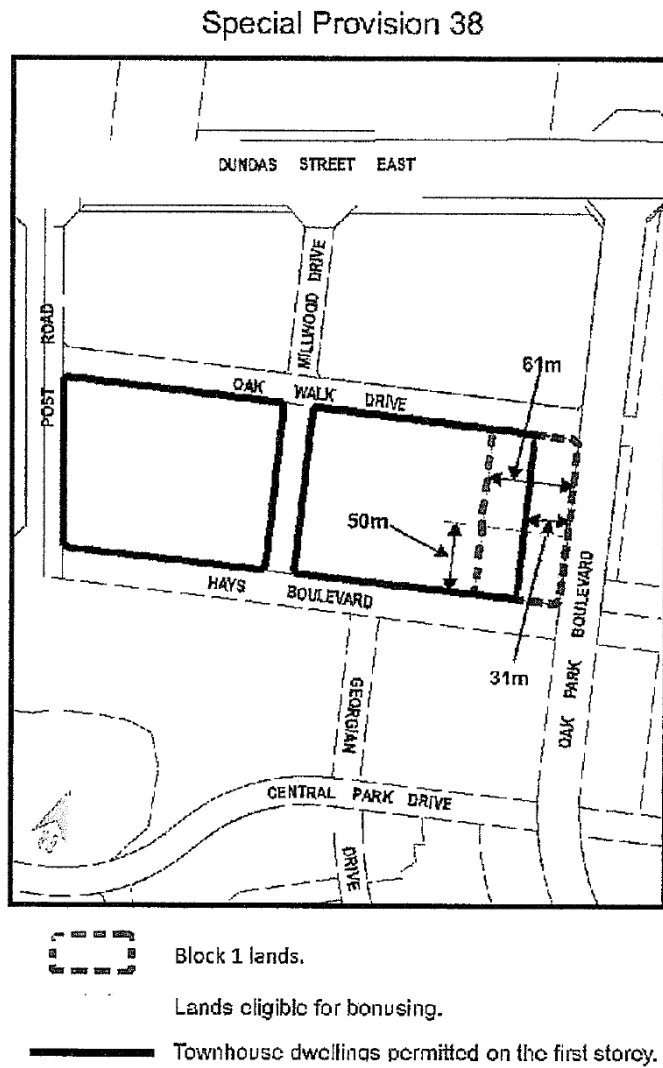 Special Provision 38
DUNDAS STREET EAST
MILLWOOD DRIVE
POST ROAD
61m
OAK WALK DRIVE
50m
HAYS BOULEVARD
OAK PARK BOULEVARD
31m
GEORGIAN DRIVE
CENTRAL PARK DRIVE
Block 1 lands.
Lands eligible for bonusing.
Townhouse dwellings permitted on the first storey.